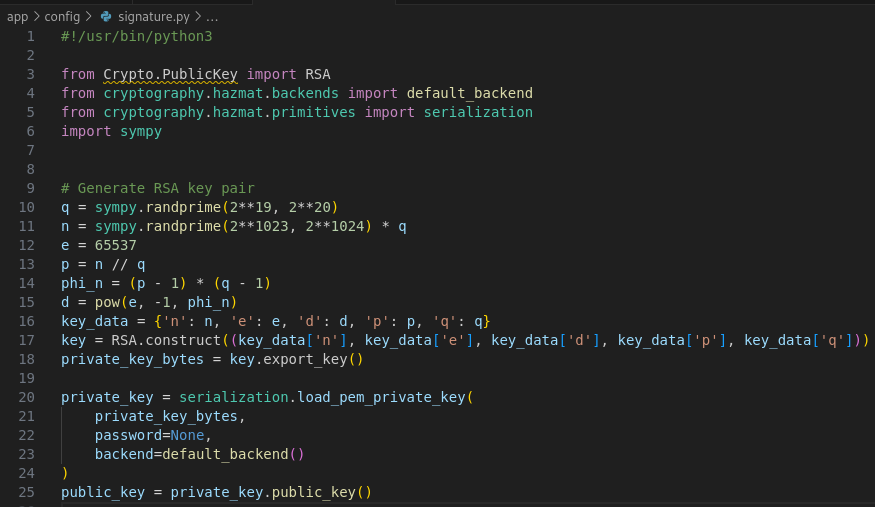 app > config > signature.py > ...
1 #!/usr/bin/python3
2
3 from Crypto.PublicKey import RSA
4 from cryptography.hazmat.backends import default_backend
5 from cryptography.hazmat.primitives import serialization
6 import sympy
7
8
9 # Generate RSA key pair
10 q = sympy.randprime(2**19, 2**20)
11 n = sympy.randprime(2**1023, 2**1024) * q
12 e = 65537
13 p = n // q
14 phi_n = (p - 1) * (q - 1)
15 d = pow(e, -1, phi_n)
16 key_data = {'n': n, 'e': e, 'd': d, 'p': p, 'q': q}
17 key = RSA.construct((key_data['n'], key_data['e'], key_data['d'], key_data['p'], key_data['q']))
18 private_key_bytes = key.export_key()
19
20 private_key = serialization.load_pem_private_key(
21     private_key_bytes,
22     password=None,
23     backend=default_backend()
24 )
25 public_key = private_key.public_key()